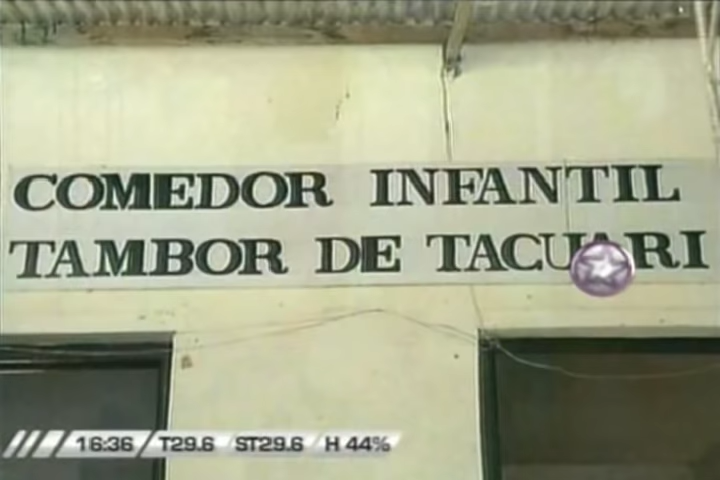 COMEDOR INFANTIL
TAMBOR DE TACUARI
16:36 T29.6 ST29.6 H 44%